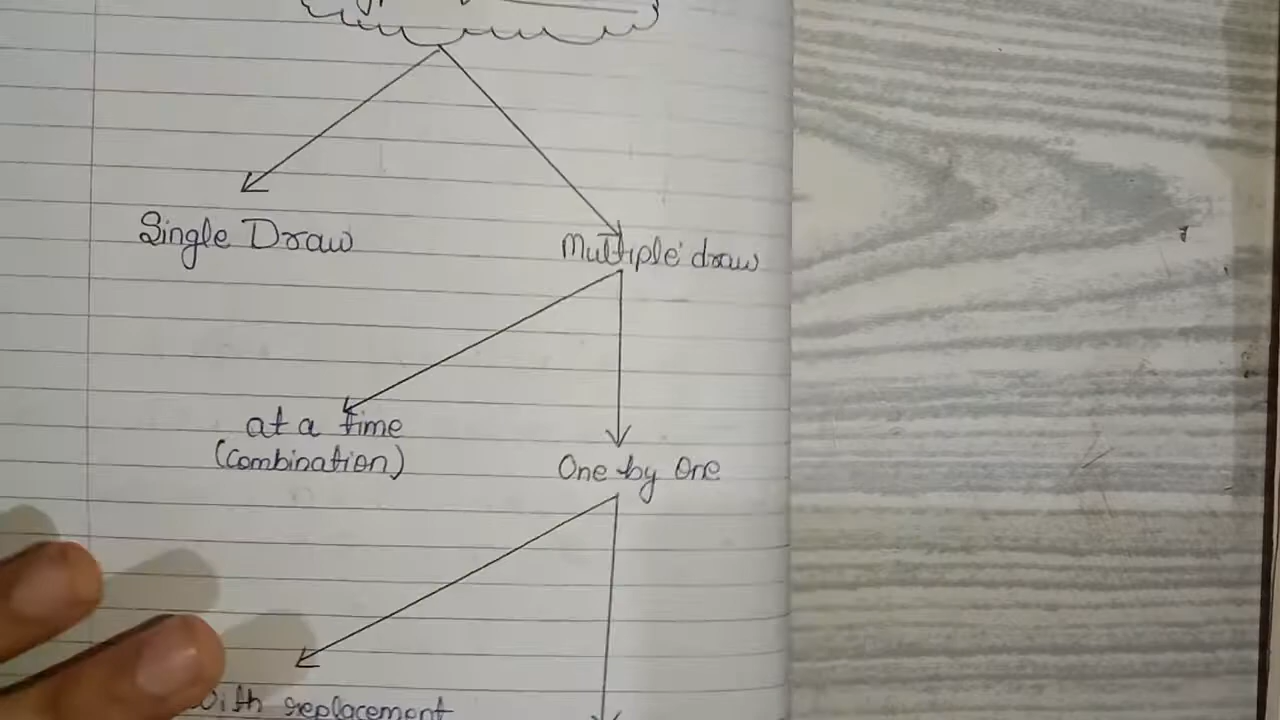 Single Draw
Multiple draw
at a time
(combination)
One by One
With replacement